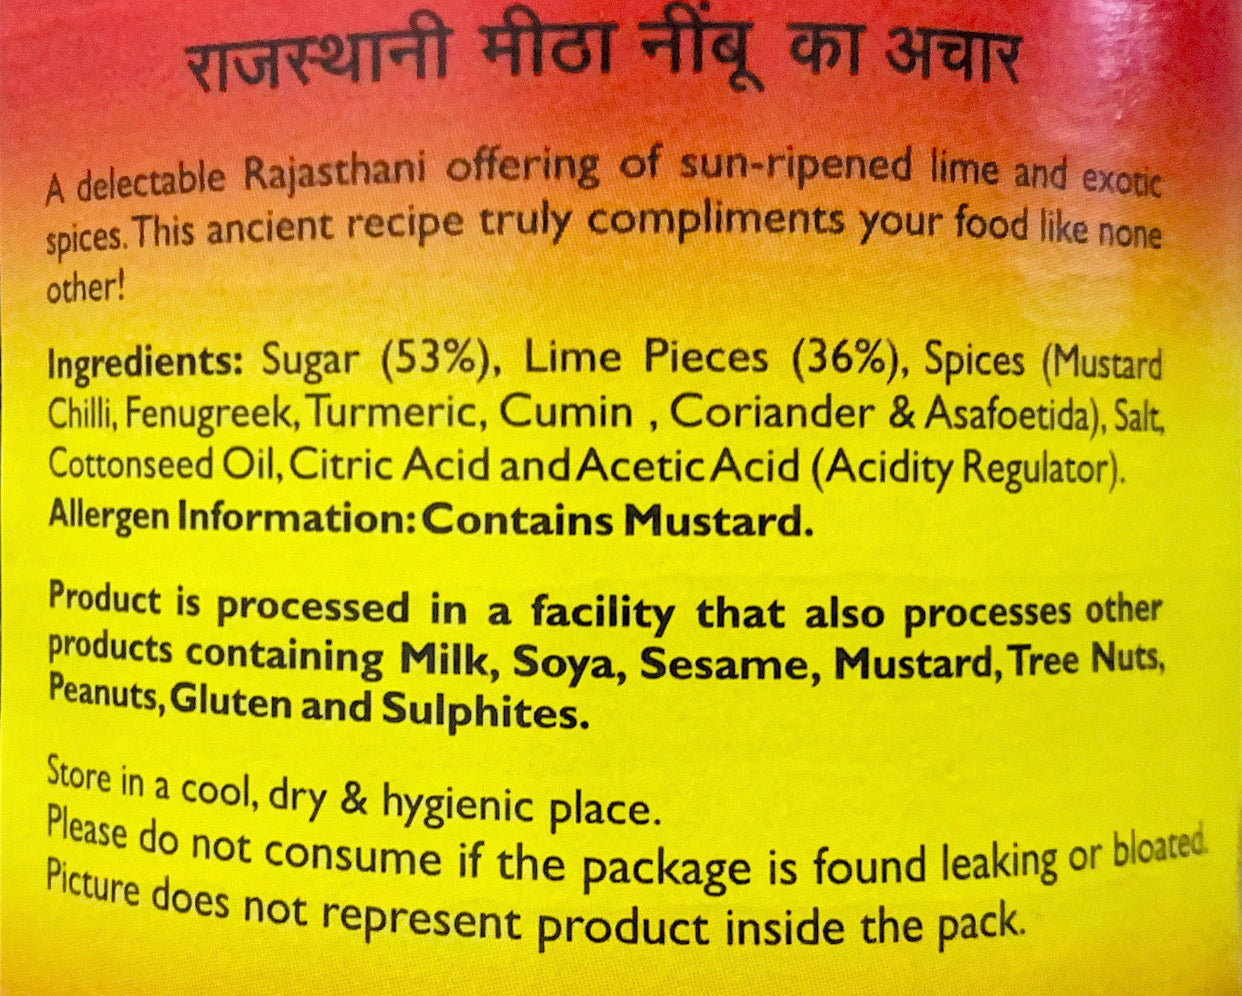 राजस्थानी मीठा नींबू का अचार
A delectable Rajasthani offering of sun-ripened lime and exotic
spices. This ancient recipe truly compliments your food like none
other!
Ingredients: Sugar (53%), Lime Pieces (36%), Spices (Mustard
Chilli, Fenugreek, Turmeric, Cumin , Coriander & Asafoetida), Salt,
Cottonseed Oil, Citric Acid and Acetic Acid (Acidity Regulator).
Allergen Information: Contains Mustard.
Product is processed in a facility that also processes other
products containing Milk, Soya, Sesame, Mustard, Tree Nuts,
Peanuts, Gluten and Sulphites.
Store in a cool, dry & hygienic place.
Please do not consume if the package is found leaking or bloated.
Picture does not represent product inside the pack.